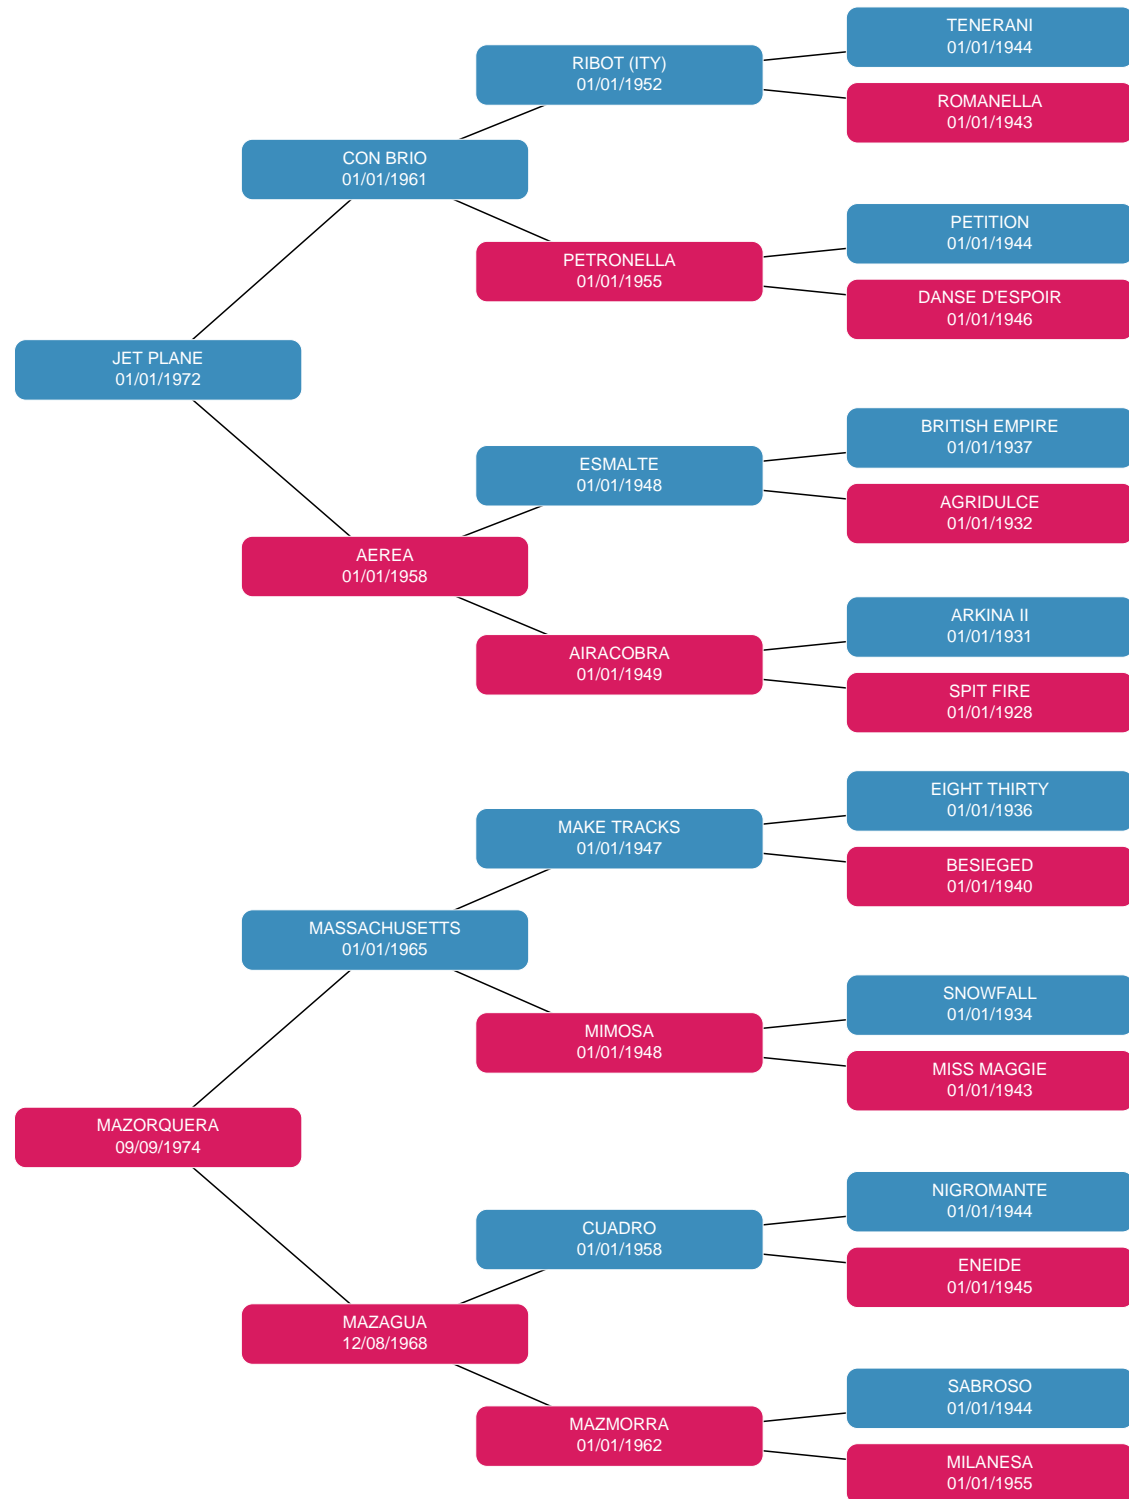 TENERANI
01/01/1944
RIBOT (ITY)
01/01/1952
ROMANELLA
01/01/1943
CON BRIO
01/01/1961
PETITION
01/01/1944
PETRONELLA
01/01/1955
DANSE D'ESPOIR
01/01/1946
JET PLANE
01/01/1972
BRITISH EMPIRE
01/01/1937
ESMALTE
01/01/1948
AGRIDULCE
01/01/1932
AEREA
01/01/1958
ARKINA II
01/01/1931
AIRACOBRA
01/01/1949
SPIT FIRE
01/01/1928
EIGHT THIRTY
01/01/1936
MAKE TRACKS
01/01/1947
BESIEGED
01/01/1940
MASSACHUSETTS
01/01/1965
SNOWFALL
01/01/1934
MIMOSA
01/01/1948
MISS MAGGIE
01/01/1943
MAZORQUERA
09/09/1974
NIGROMANTE
01/01/1944
CUADRO
01/01/1958
ENEIDE
01/01/1945
MAZAGUA
12/08/1968
SABROSO
01/01/1944
MAZMORRA
01/01/1962
MILANESA
01/01/1955